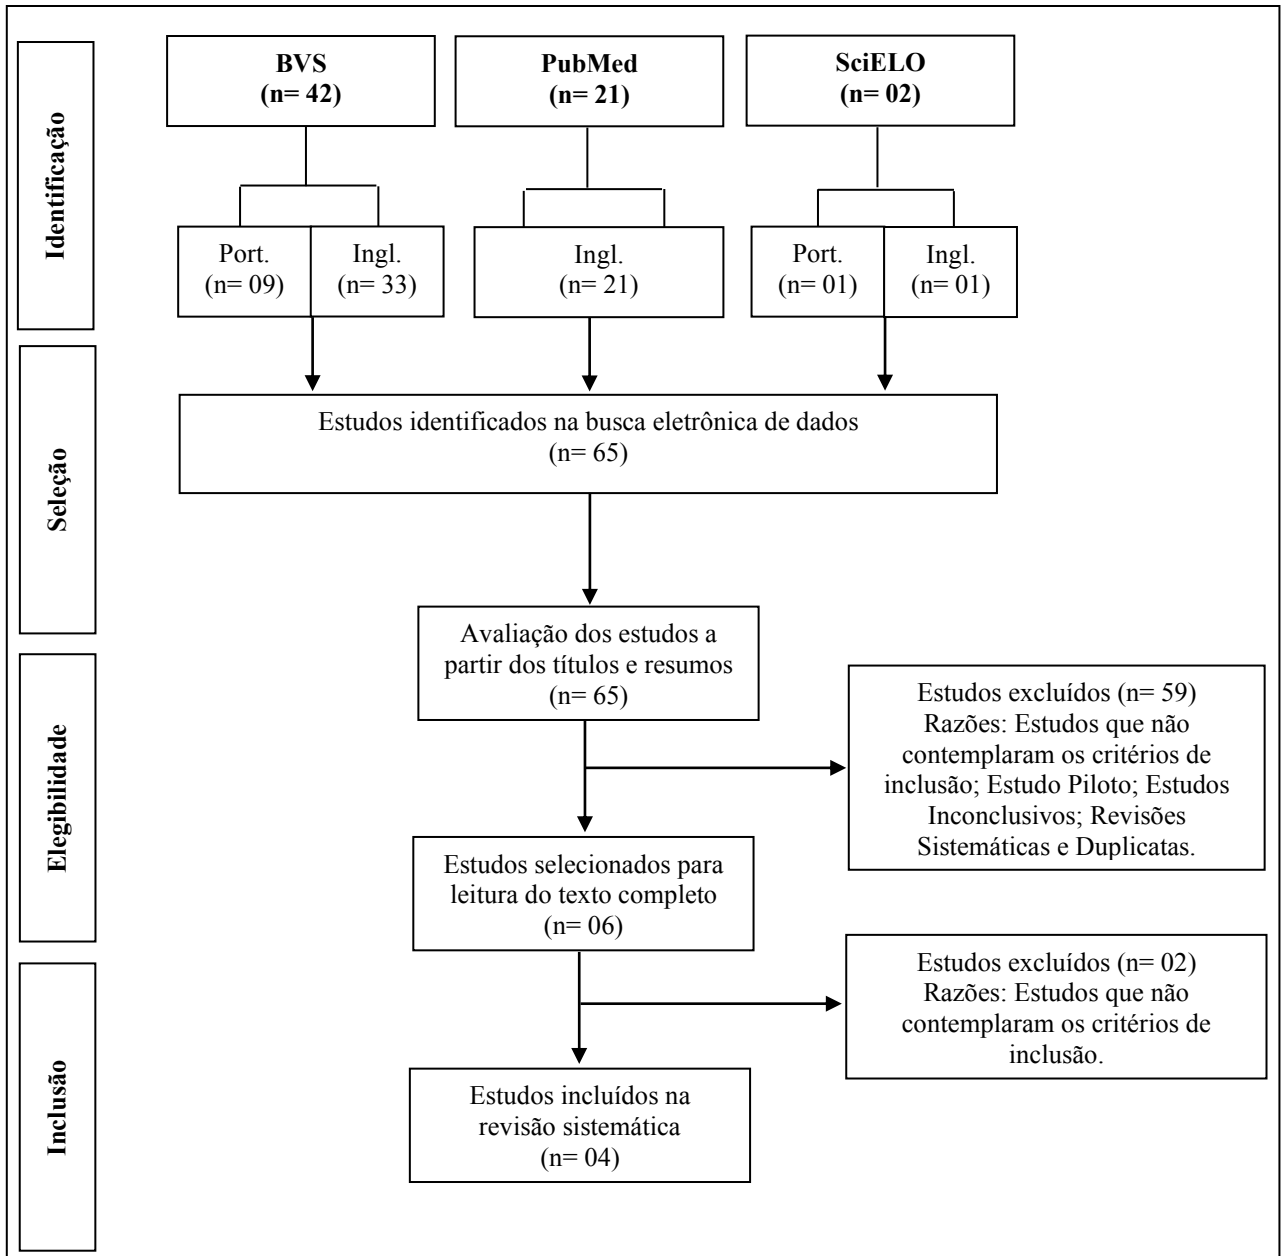 Identificação
BVS
(n= 42)
PubMed
(n= 21)
SciELO
(n= 02)
Port.
(n= 09)
Ingl.
(n= 33)
Ingl.
(n= 21)
Port.
(n= 01)
Ingl.
(n= 01)
Seleção
Estudos identificados na busca eletrônica de dados
(n= 65)
Avaliação dos estudos a
partir dos títulos e resumos
(n= 65)
Elegibilidade
Estudos excluídos (n= 59)
Razões: Estudos que não
contemplaram os critérios de
inclusão; Estudo Piloto; Estudos
Inconclusivos; Revisões
Sistemáticas e Duplicatas.
Estudos selecionados para
leitura do texto completo
(n= 06)
Inclusão
Estudos excluídos (n= 02)
Razões: Estudos que não
contemplaram os critérios de
inclusão.
Estudos incluídos na
revisão sistemática
(n= 04)